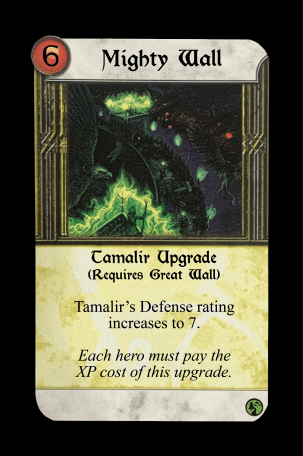 6
Mighty Wall
Tamalir Upgrade
(Requires Great Wall)
Tamalir's Defense rating
increases to 7.
Each hero must pay the
XP cost of this upgrade.